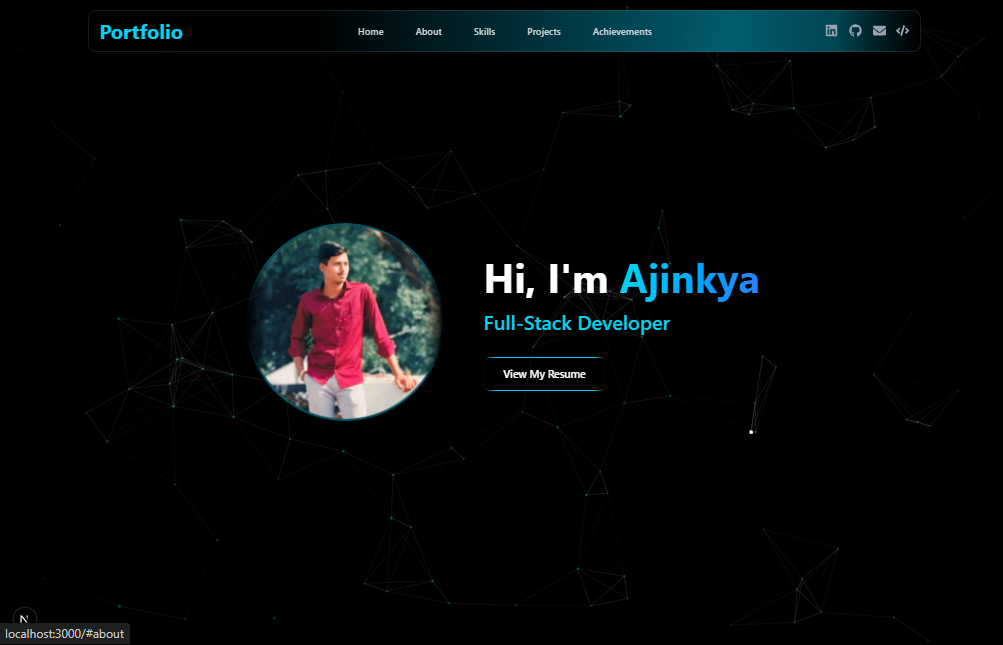 Portfolio
Home About Skills Projects Achievements
Hi, I'm Ajinkya
Full-Stack Developer
View My Resume
N
localhost:3000/#about